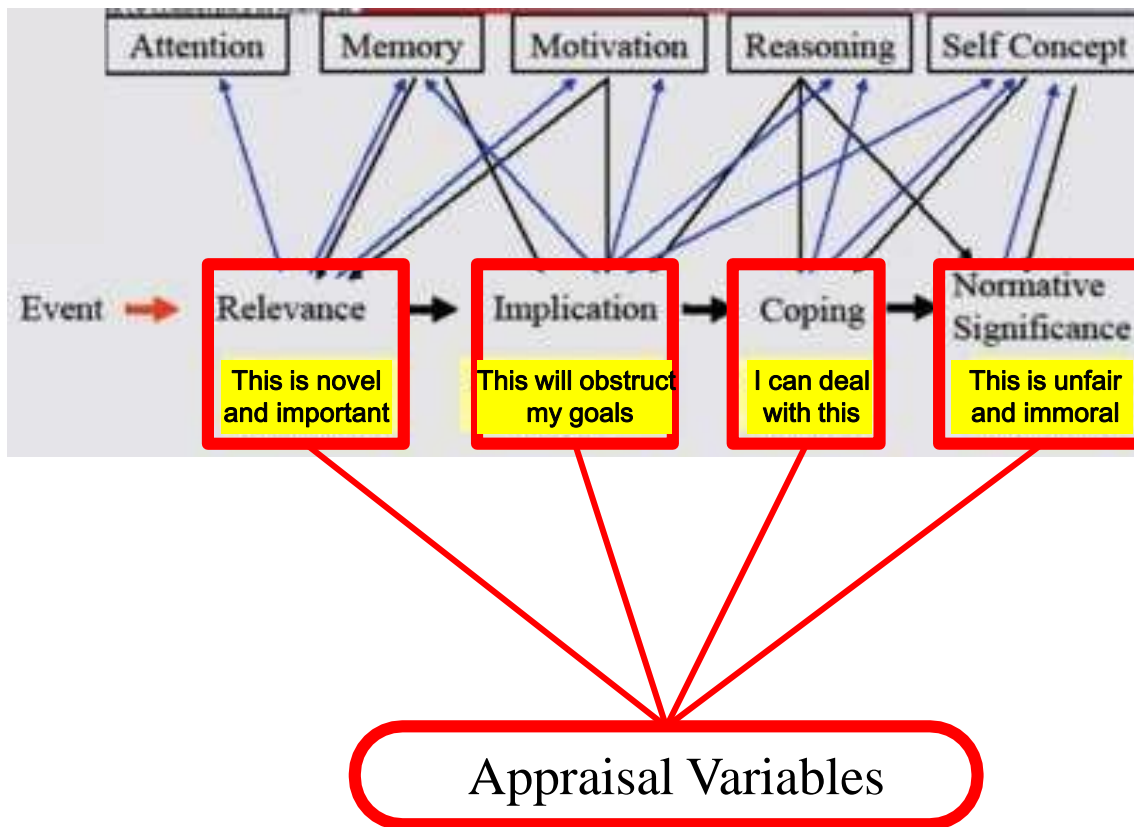 Attention Memory Motivation Reasoning Self Concept
Event Relevance Implication Coping Normative
Significance
This is novel
and important
This will obstruct
my goals
I can deal
with this
This is unfair
and immoral
Appraisal Variables